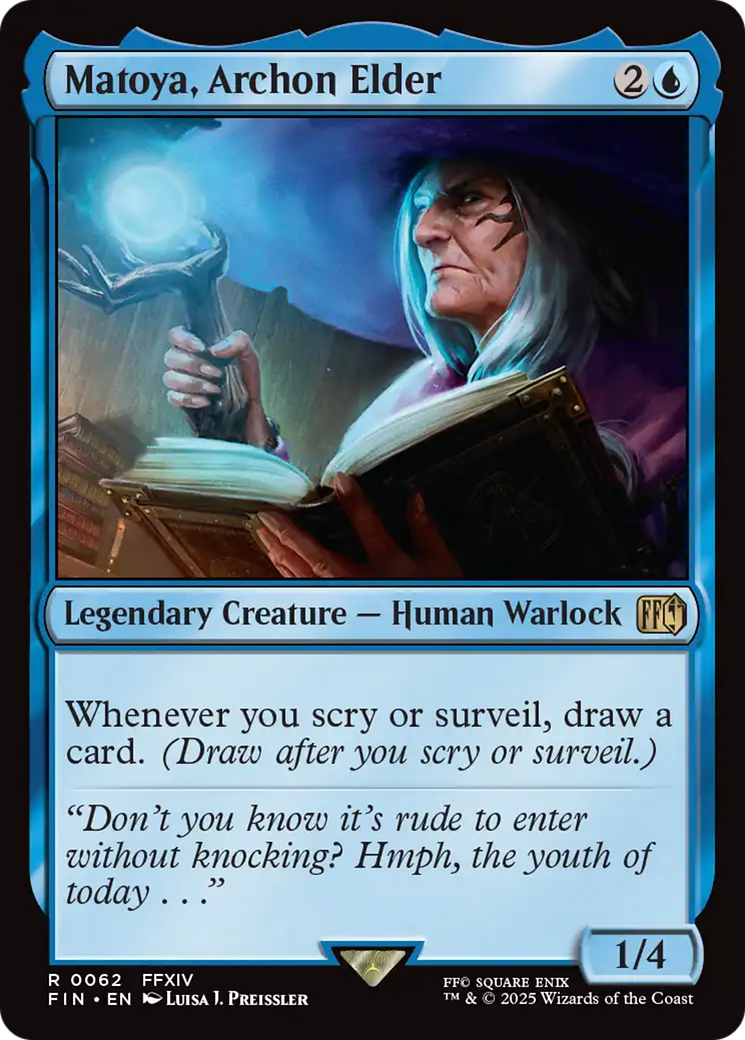 Matoya, Archon Elder 2
Legendary Creature — Human Warlock FF
Whenever you scry or surveil, draw a
card. (Draw after you scry or surveil.)
“Don’t you know it’s rude to enter
without knocking? Hmph, the youth of
today . . .”
1/4
R 0062 FFXIV
FIN • EN Luisa J. Preissler
FF© SQUARE ENIX
™ & © 2025 Wizards of the Coast